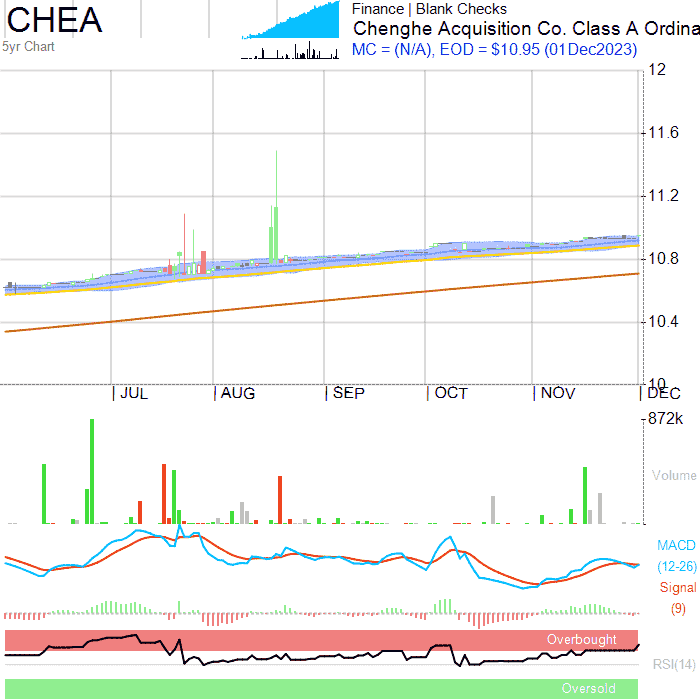 CHEA
5yr Chart
Finance | Blank Checks
Chenghe Acquisition Co. Class A Ordina
MC = (N/A), EOD = $10.95 (01Dec2023)
12
11.6
11.2
10.8
10.4
10
| JUL | AUG | SEP | OCT | NOV | DEC
872k
Volume
MACD
(12-26)
Signal
(9)
Overbought
RSI(14)
Oversold